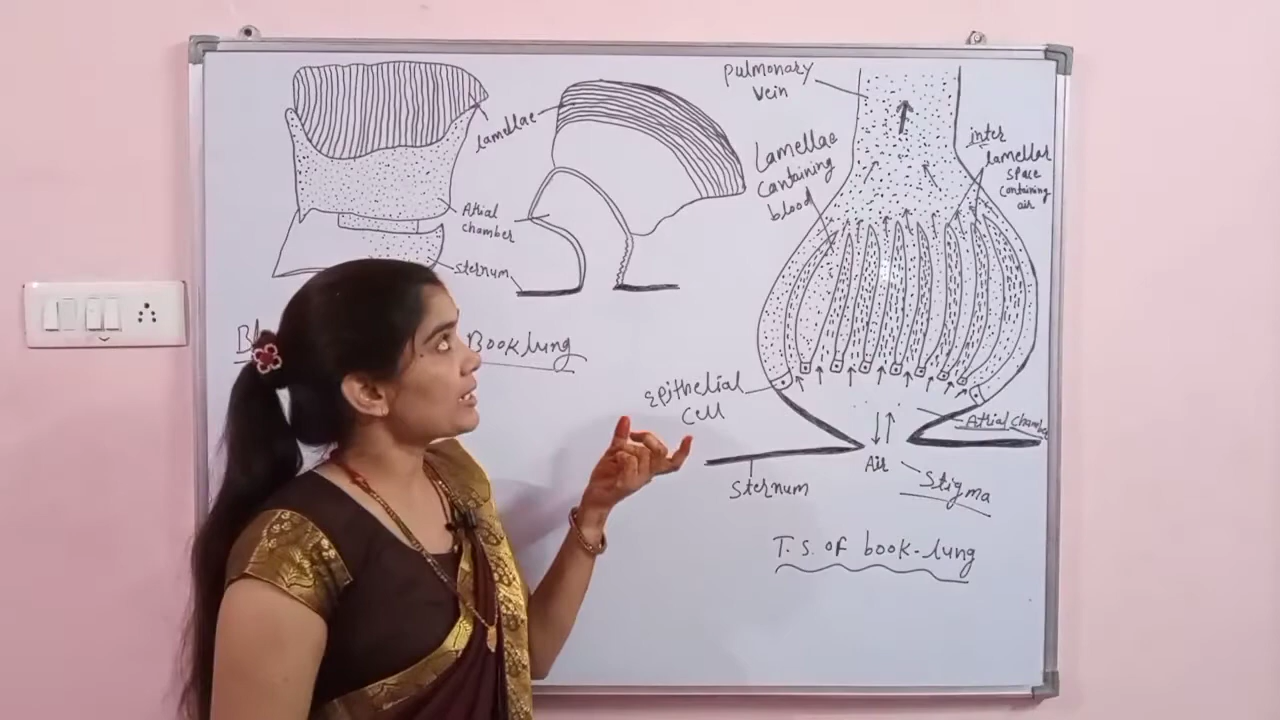 lamellae
Atrial
chamber
sternum
Book lung
Pulmonary
vein
Lamellae
cantaining
blood
inter
lamellar
space
containing
air
Epithelial
cell
Atrial chamber
Air
Stigma
Sternum
T. S. of book-lung